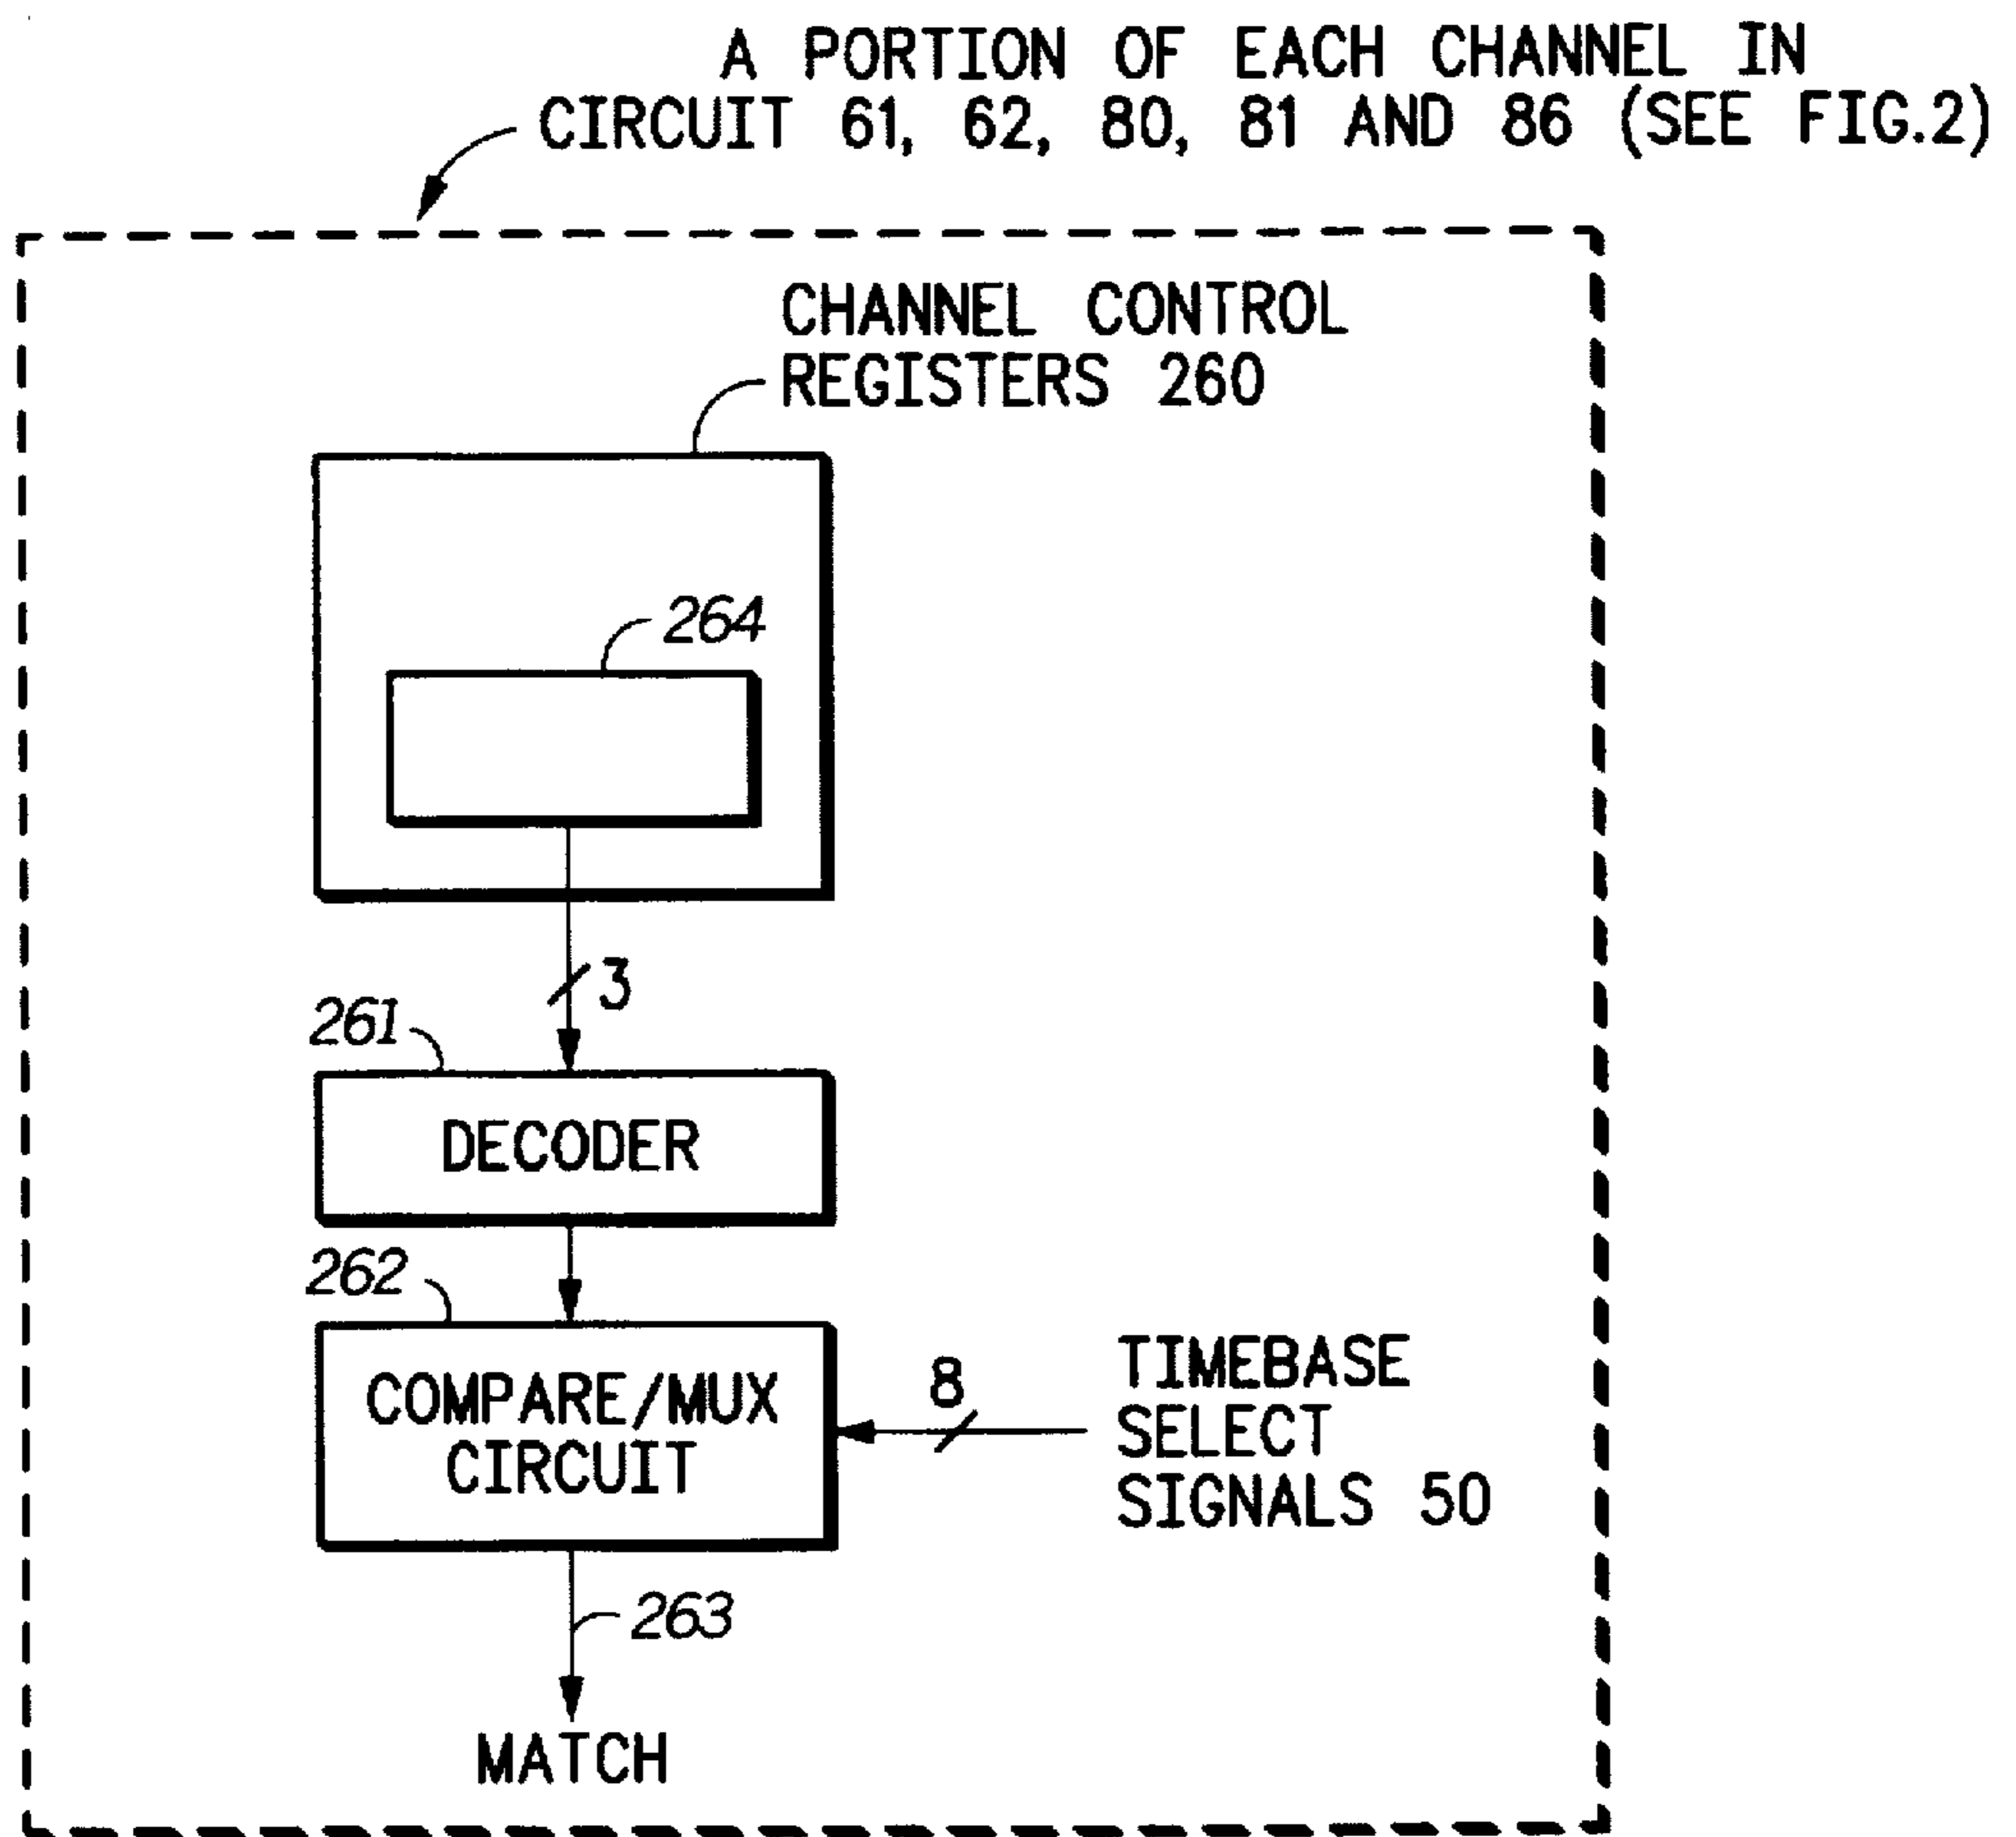 A PORTION OF EACH CHANNEL IN
CIRCUIT 61, 62, 80, 81 AND 86 (SEE FIG.2)
CHANNEL CONTROL
REGISTERS 260
264
3
261
DECODER
262
COMPARE/MUX
CIRCUIT
8
TIMEBASE
SELECT
SIGNALS 50
263
MATCH